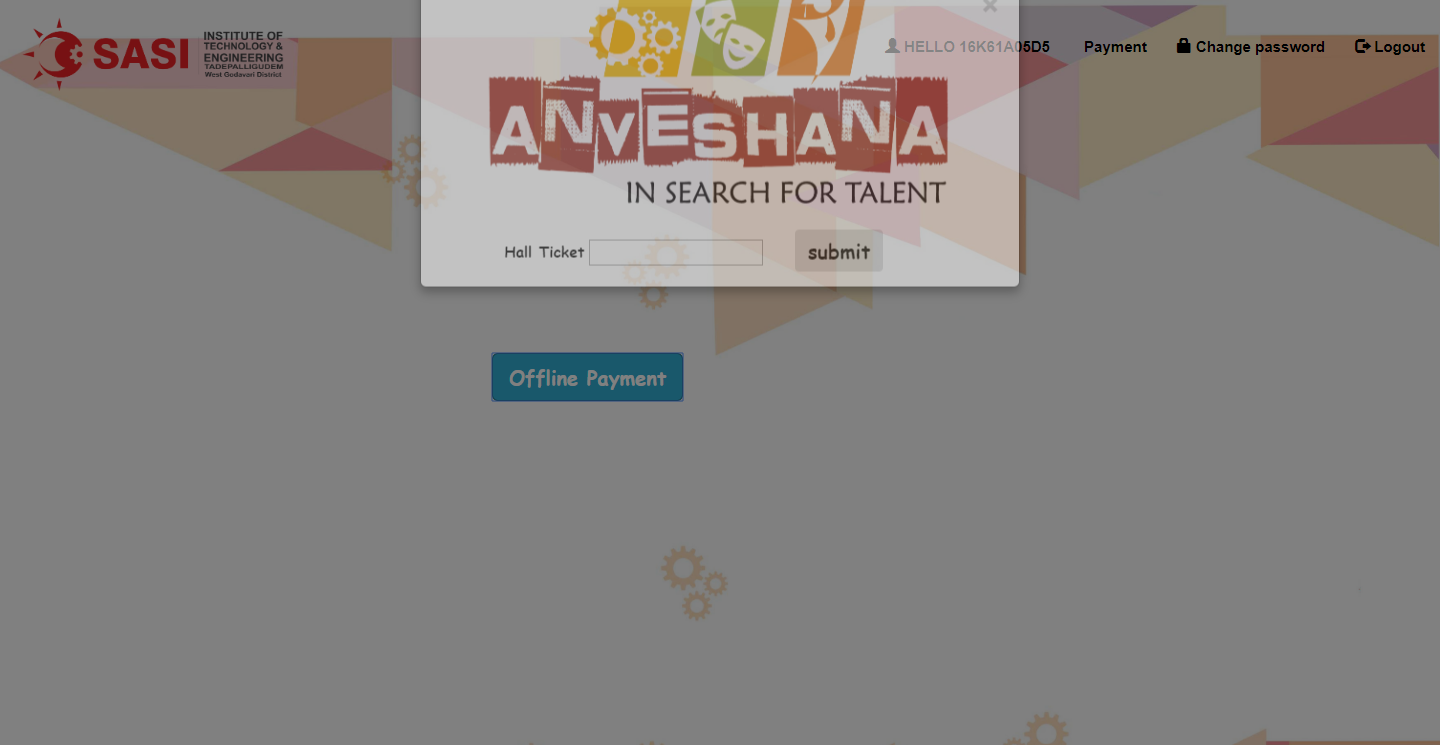 SASI
INSTITUTE OF
TECHNOLOGY &
ENGINEERING
TADEPALLIGUDEM
West Godavari District
HELLO 16K61A05D5
Payment
Change password
Logout
ANVESHANA
IN SEARCH FOR TALENT
Hall Ticket
submit
Offline Payment